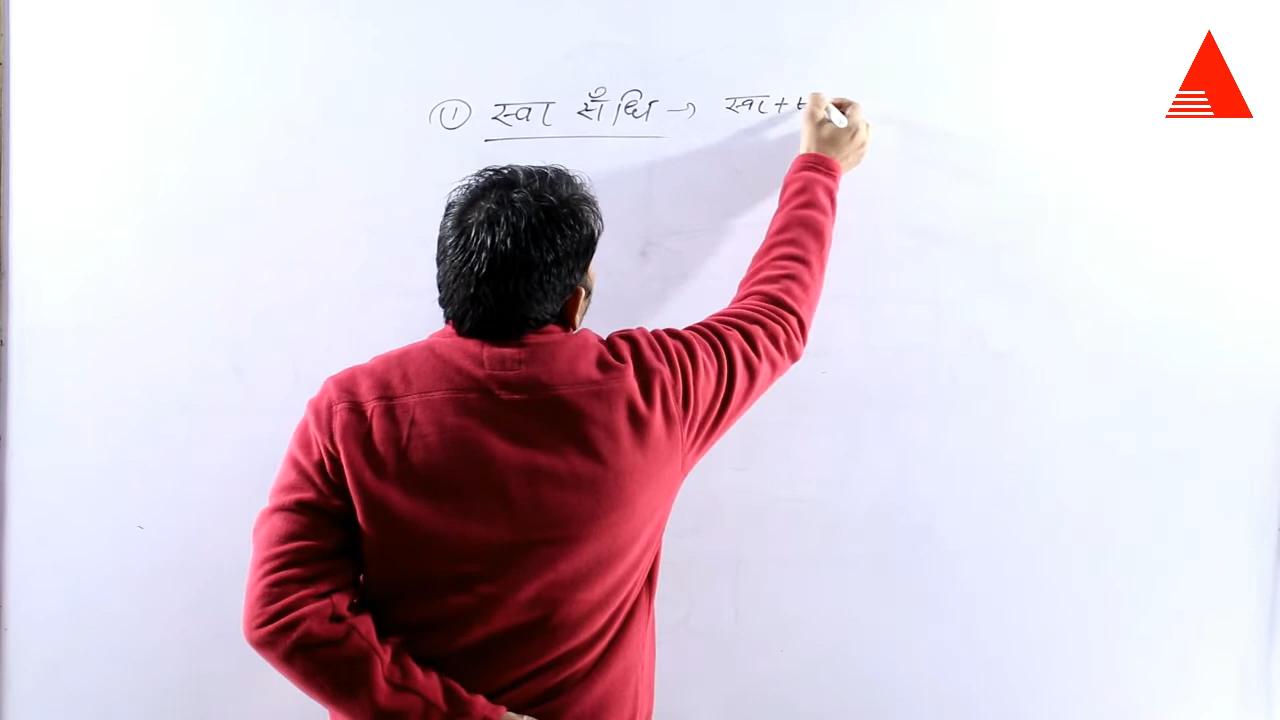 ① स्वर सँधि → स्वर +